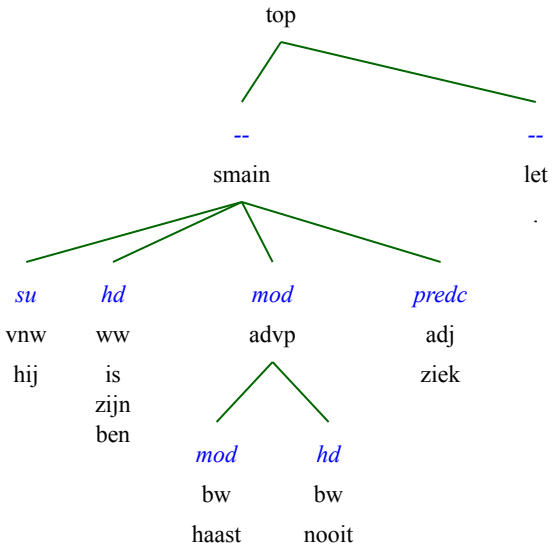 top
-- --
smain let
.
su hd mod predc
vnw ww advp adj
hij is ziek
zijn
ben
mod hd
bw bw
haast nooit